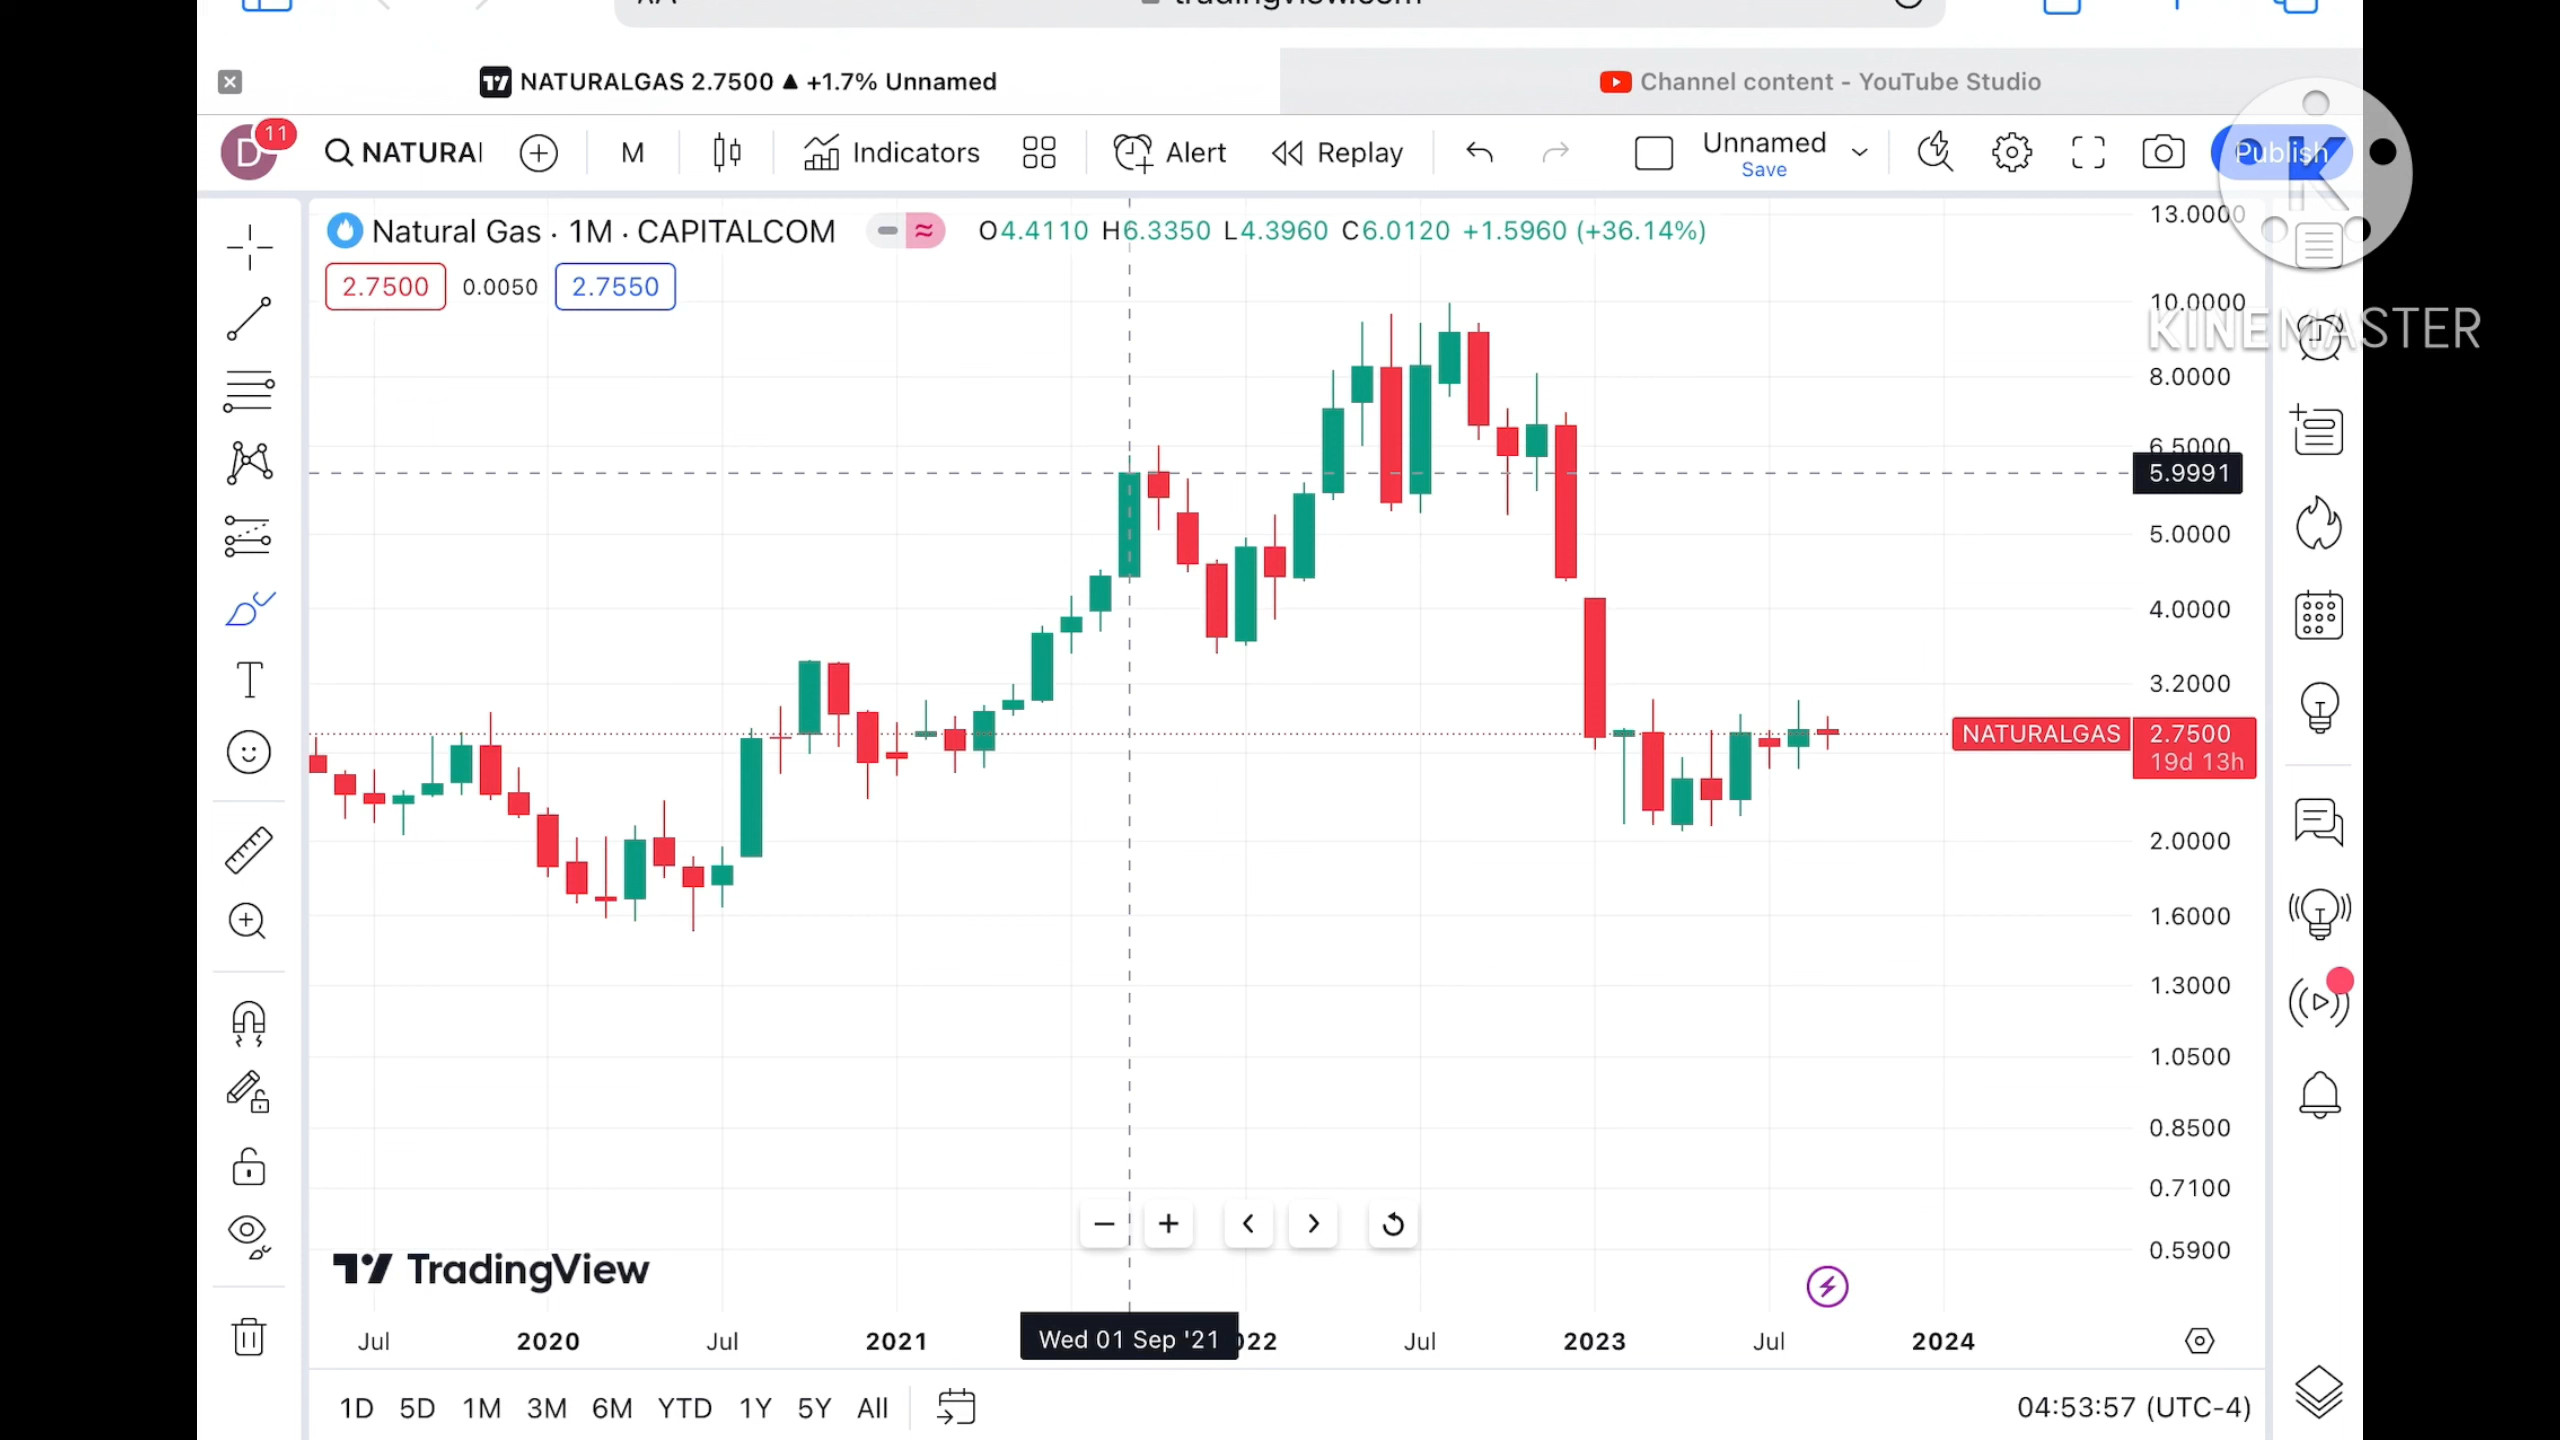 NATURALGAS 2.7500 ▲ +1.7% Unnamed
Channel content - YouTube Studio
D 11 NATURAL M Indicators Alert Replay Unnamed Save Publish
Natural Gas · 1M · CAPITALCOM O4.4110 H6.3350 L4.3960 C6.0120 +1.5960 (+36.14%)
2.7500 0.0050 2.7550
13.0000
10.0000
KINEMASTER
8.0000
6.5000
5.9991
5.0000
4.0000
3.2000
NATURALGAS 2.7500
19d 13h
2.0000
1.6000
1.3000
1.0500
0.8500
0.7100
0.5900
TradingView
Jul 2020 Jul 2021 Wed 01 Sep '21 022 Jul 2023 Jul 2024
1D 5D 1M 3M 6M YTD 1Y 5Y All 04:53:57 (UTC-4)